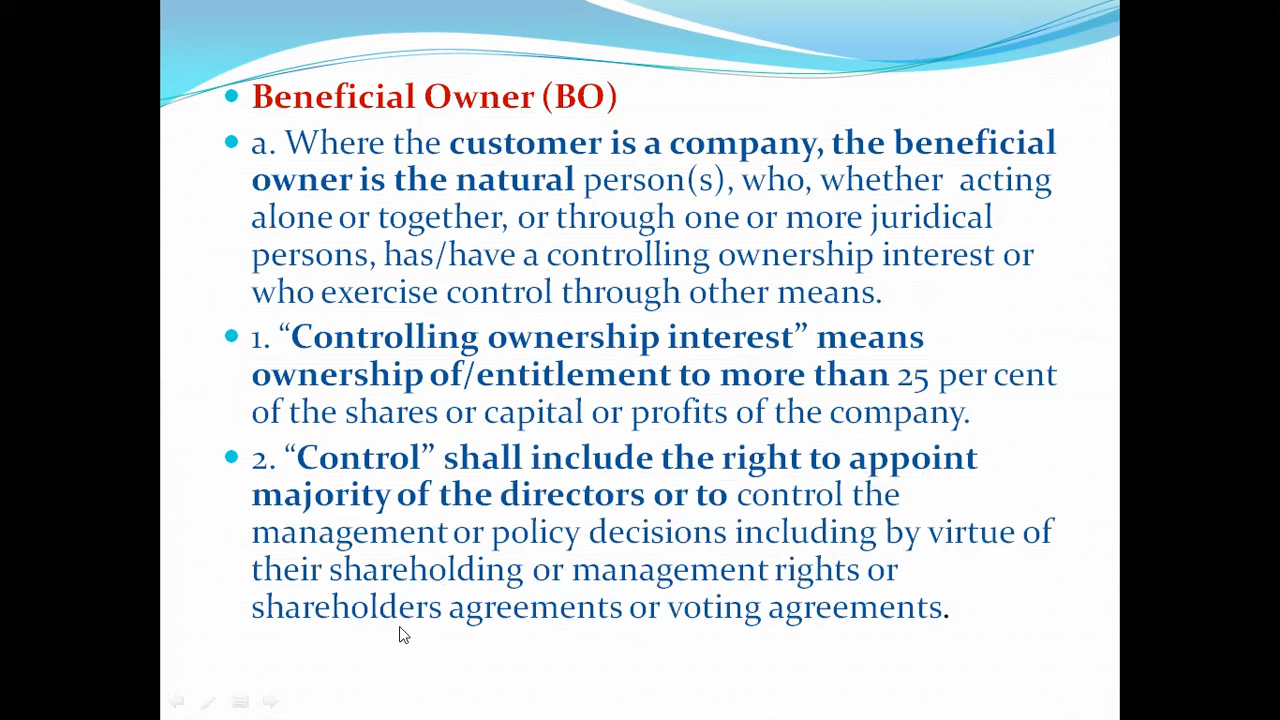 Beneficial Owner (BO)
a. Where the customer is a company, the beneficial
owner is the natural person(s), who, whether acting
alone or together, or through one or more juridical
persons, has/have a controlling ownership interest or
who exercise control through other means.
1. “Controlling ownership interest” means
ownership of/entitlement to more than 25 per cent
of the shares or capital or profits of the company.
2. “Control” shall include the right to appoint
majority of the directors or to control the
management or policy decisions including by virtue of
their shareholding or management rights or
shareholders agreements or voting agreements.